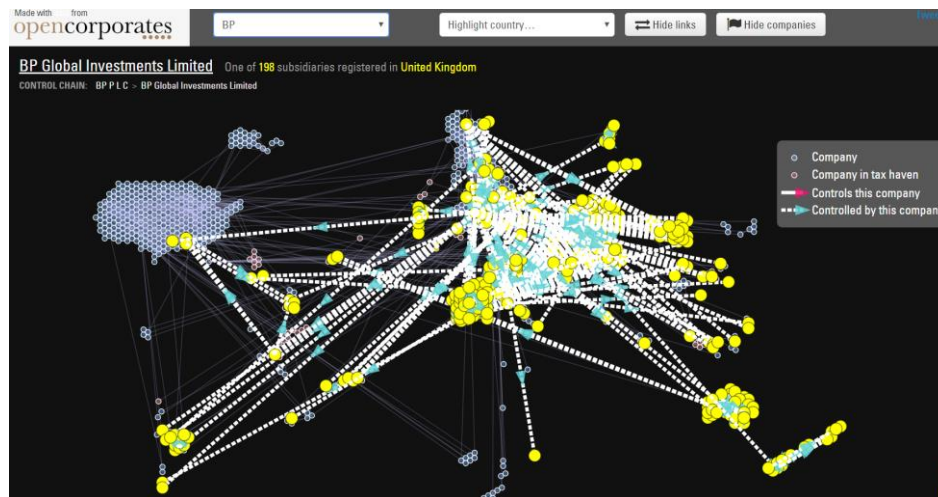 Made with from
opencorporates
BP
Highlight country...
Hide links
Hide companies
BP Global Investments Limited One of 198 subsidiaries registered in United Kingdom
CONTROL CHAIN: BP P L C > BP Global Investments Limited
Company
Company in tax haven
Controls this company
Controlled by this compan